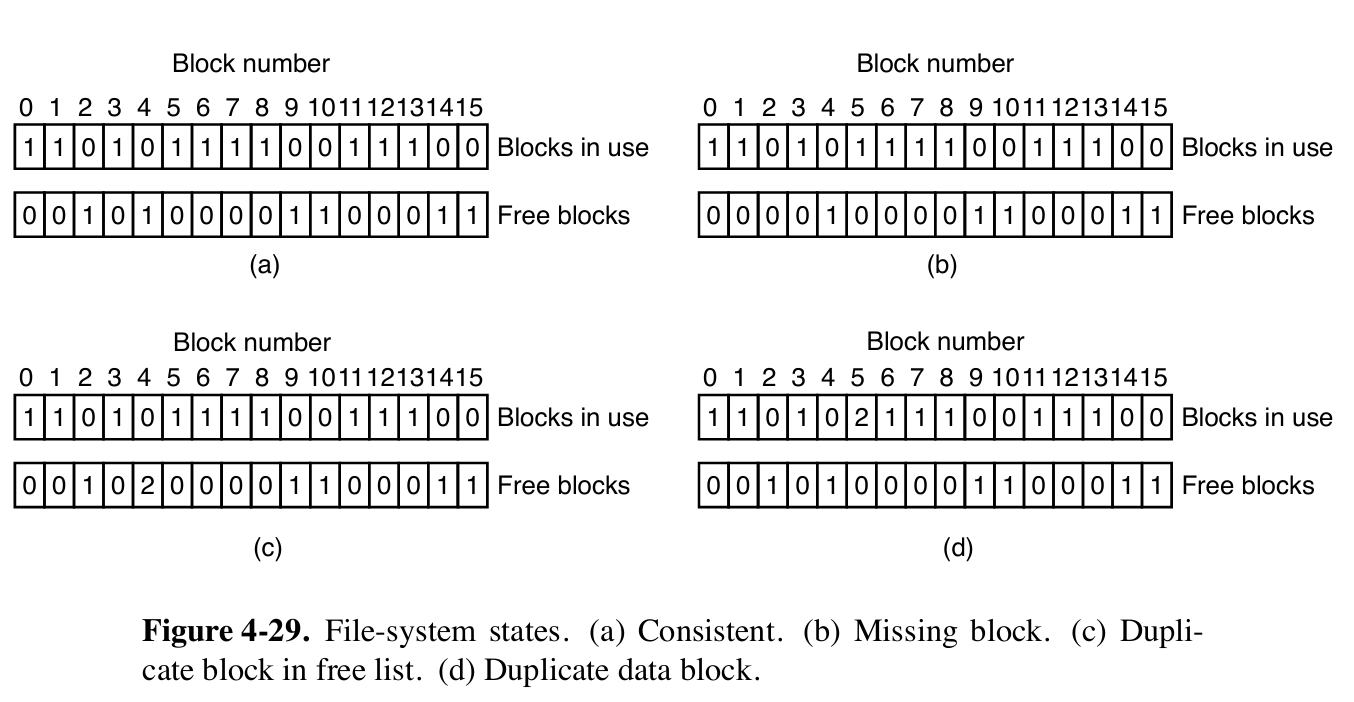 Block number
0 1 2 3 4 5 6 7 8 9 10 11 12 13 14 15
1 1 0 1 0 1 1 1 1 0 0 1 1 1 0 0 Blocks in use
0 0 1 0 1 0 0 0 0 1 1 0 0 0 1 1 Free blocks
(a)
Block number
0 1 2 3 4 5 6 7 8 9 10 11 12 13 14 15
1 1 0 1 0 1 1 1 1 0 0 1 1 1 0 0 Blocks in use
0 0 0 0 1 0 0 0 0 1 1 0 0 0 1 1 Free blocks
(b)
Block number
0 1 2 3 4 5 6 7 8 9 10 11 12 13 14 15
1 1 0 1 0 1 1 1 1 0 0 1 1 1 0 0 Blocks in use
0 0 1 0 2 0 0 0 0 1 1 0 0 0 1 1 Free blocks
(c)
Block number
0 1 2 3 4 5 6 7 8 9 10 11 12 13 14 15
1 1 0 1 0 2 1 1 1 0 0 1 1 1 0 0 Blocks in use
0 0 1 0 1 0 0 0 0 1 1 0 0 0 1 1 Free blocks
(d)
Figure 4-29. File-system states. (a) Consistent. (b) Missing block. (c) Dupli-
cate block in free list. (d) Duplicate data block.